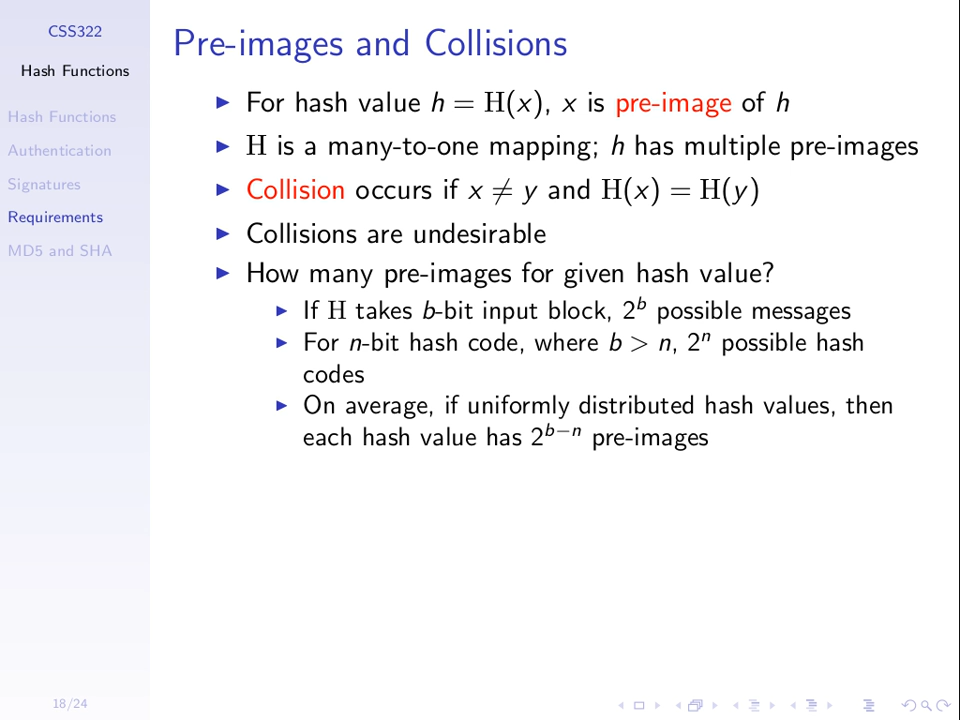 CSS322
Hash Functions
Hash Functions
Authentication
Signatures
Requirements
MD5 and SHA
Pre-images and Collisions
▶ For hash value h = H(x), x is pre-image of h
▶ H is a many-to-one mapping; h has multiple pre-images
▶ Collision occurs if x ≠ y and H(x) = H(y)
▶ Collisions are undesirable
▶ How many pre-images for given hash value?
▶ If H takes b-bit input block, 2^b possible messages
▶ For n-bit hash code, where b > n, 2^n possible hash
codes
▶ On average, if uniformly distributed hash values, then
each hash value has 2^{b−n} pre-images
18/24